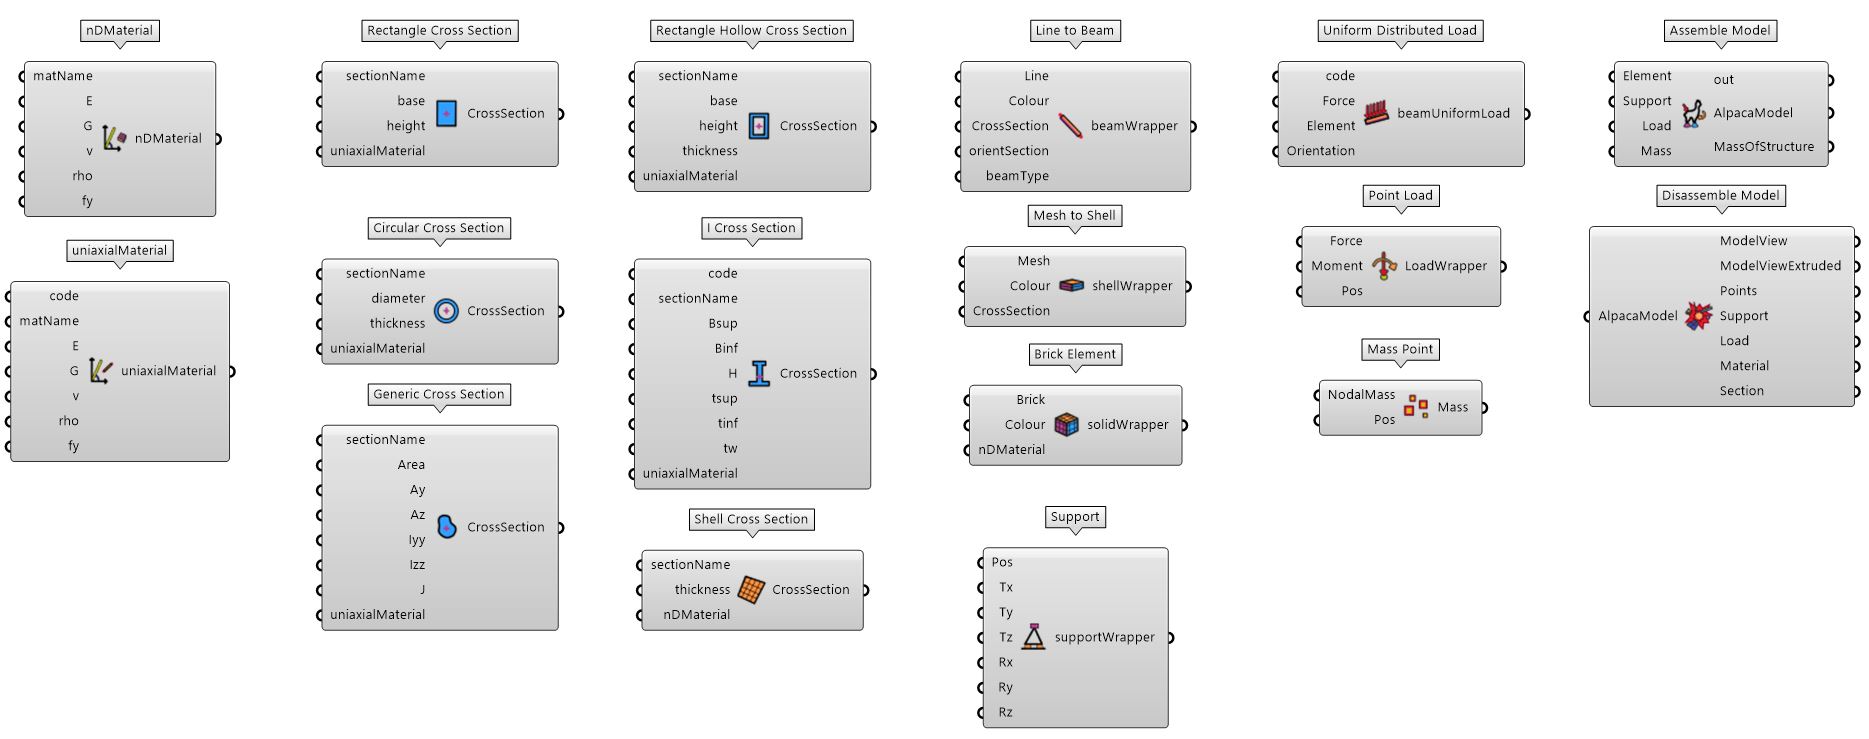 nDMaterial
matName
E
G
v
rho
fy
nDMaterial
uniaxialMaterial
code
matName
E
G
v
rho
fy
uniaxialMaterial
Rectangle Cross Section
sectionName
base
height
uniaxialMaterial
CrossSection
Circular Cross Section
sectionName
diameter
thickness
uniaxialMaterial
CrossSection
Generic Cross Section
sectionName
Area
Ay
Az
Iyy
Izz
J
uniaxialMaterial
CrossSection
Rectangle Hollow Cross Section
sectionName
base
height
thickness
uniaxialMaterial
CrossSection
I Cross Section
code
sectionName
Bsup
Binf
H
tsup
tinf
tw
uniaxialMaterial
CrossSection
Shell Cross Section
sectionName
thickness
nDMaterial
CrossSection
Line to Beam
Line
Colour
CrossSection
orientSection
beamType
beamWrapper
Mesh to Shell
Mesh
Colour
CrossSection
shellWrapper
Brick Element
Brick
Colour
nDMaterial
solidWrapper
Support
Pos
Tx
Ty
Tz
Rx
Ry
Rz
supportWrapper
Uniform Distributed Load
code
Force
Element
Orientation
beamUniformLoad
Point Load
Force
Moment
Pos
LoadWrapper
Mass Point
NodalMass
Pos
Mass
Assemble Model
Element
Support
Load
Mass
out
AlpacaModel
MassOfStructure
Disassemble Model
AlpacaModel
ModelView
ModelViewExtruded
Points
Support
Load
Material
Section